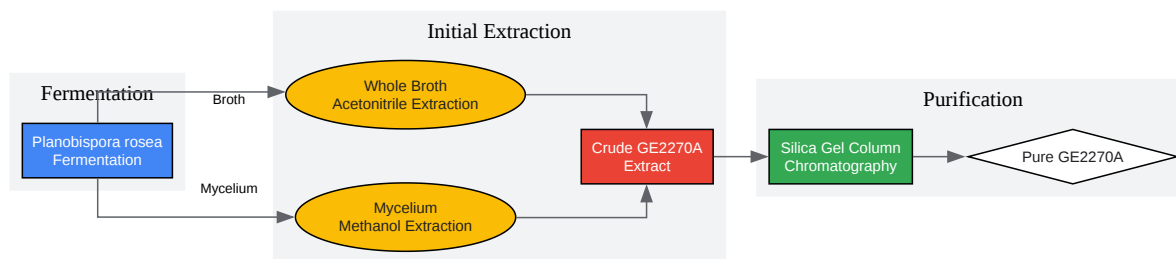 Fermentation
Planobispora rosea
Fermentation
Broth
Mycelium
Initial Extraction
Whole Broth
Acetonitrile Extraction
Mycelium
Methanol Extraction
Crude GE2270A
Extract
Purification
Silica Gel Column
Chromatography
Pure GE2270A